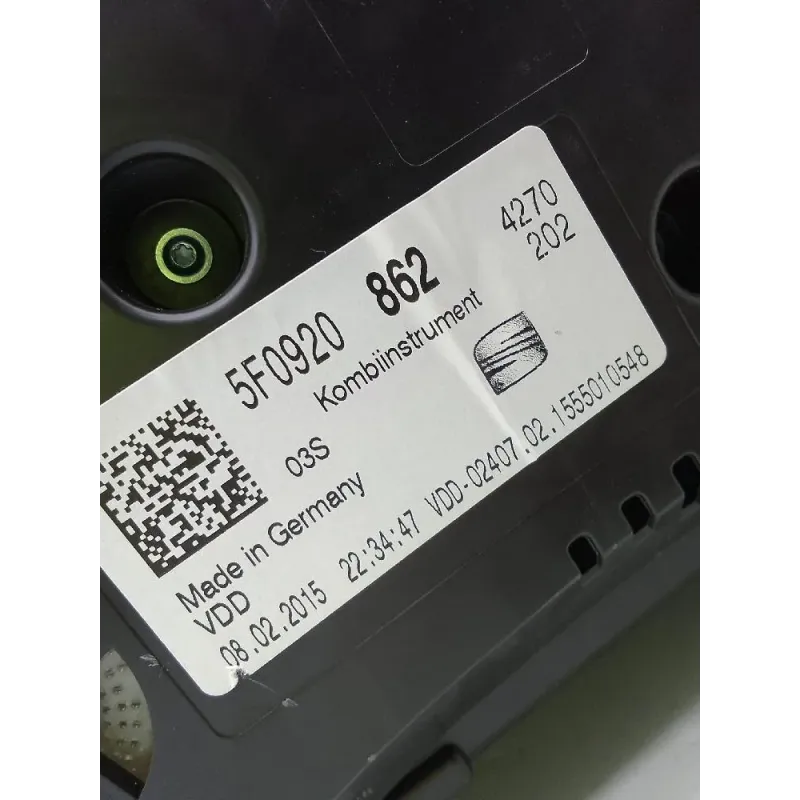 5F0920 862 4270
Kombiinstrument 202
03S
Made in Germany
VDD
08.02.2015 22:34:47 VDD-02407.02.1555010548